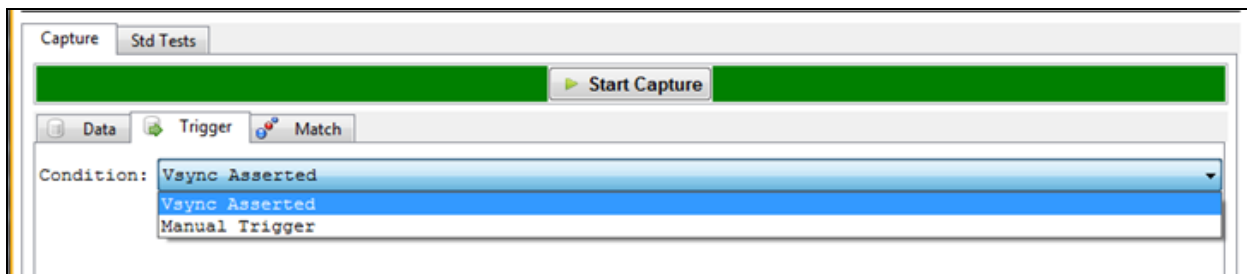 Capture Std Tests
Start Capture
Data Trigger Match
Condition: Vsync Asserted
Vsync Asserted
Manual Trigger